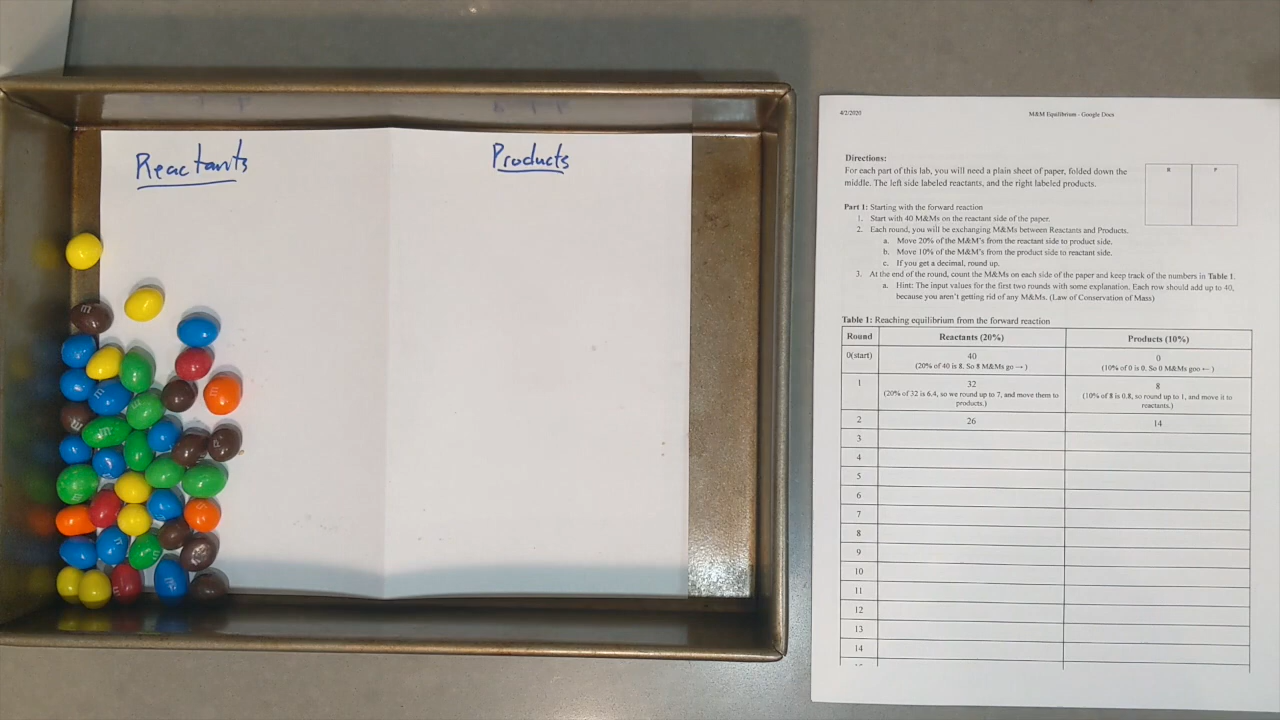 Reactants
Products
4/2/2020
M&M Equilibrium - Google Docs
Directions:
For each part of this lab, you will need a plain sheet of paper, folded down the
middle. The left side labeled reactants, and the right labeled products.
R
P
Part 1: Starting with the forward reaction
1. Start with 40 M&Ms on the reactant side of the paper.
2. Each round, you will be exchanging M&Ms between Reactants and Products.
a. Move 20% of the M&M's from the reactant side to product side.
b. Move 10% of the M&M's from the product side to reactant side.
c. If you get a decimal, round up.
3. At the end of the round, count the M&Ms on each side of the paper and keep track of the numbers in Table 1.
a. Hint: The input values for the first two rounds with some explanation. Each row should add up to 40,
because you aren't getting rid of any M&Ms. (Law of Conservation of Mass)
Table 1: Reaching equilibrium from the forward reaction
Round Reactants (20%) Products (10%)
0(start) 40 0
(20% of 40 is 8. So 8 M&Ms go → ) (10% of 0 is 0. So 0 M&Ms goo ← )
1 32 8
(20% of 32 is 6.4, so we round up to 7, and move them to (10% of 8 is 0.8, so round up to 1, and move it to
products.) reactants.)
2 26 14
3
4
5
6
7
8
9
10
11
12
13
14